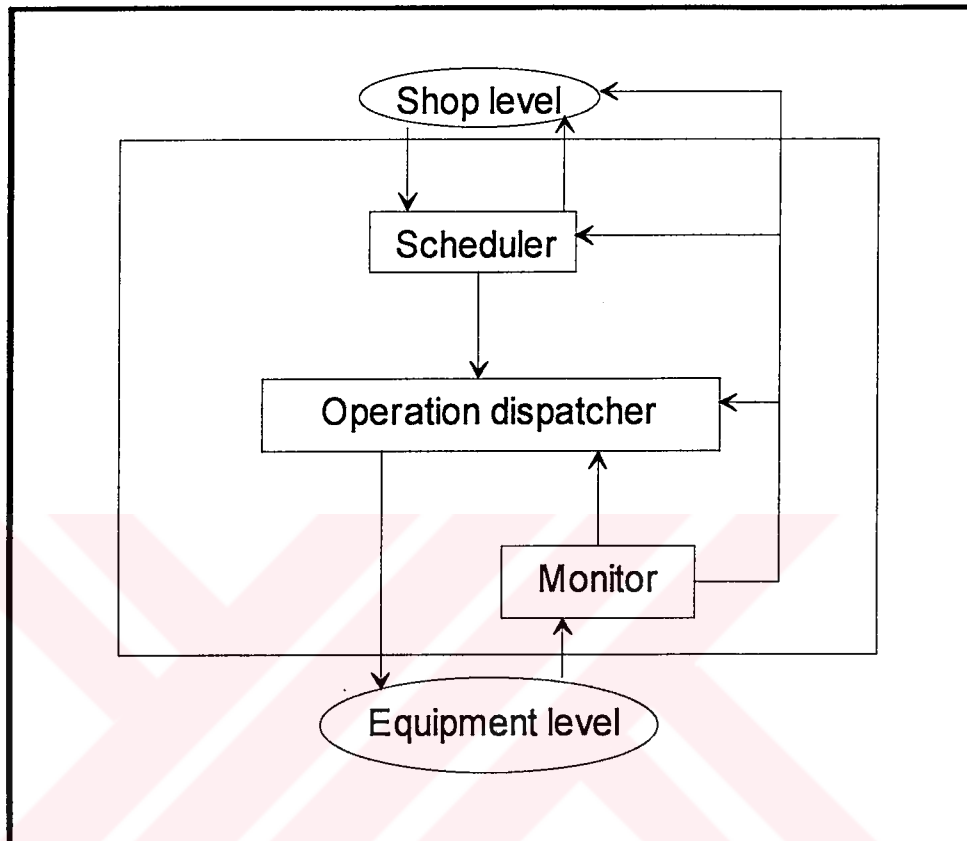 Shop level
Scheduler
Operation dispatcher
Monitor
Equipment level